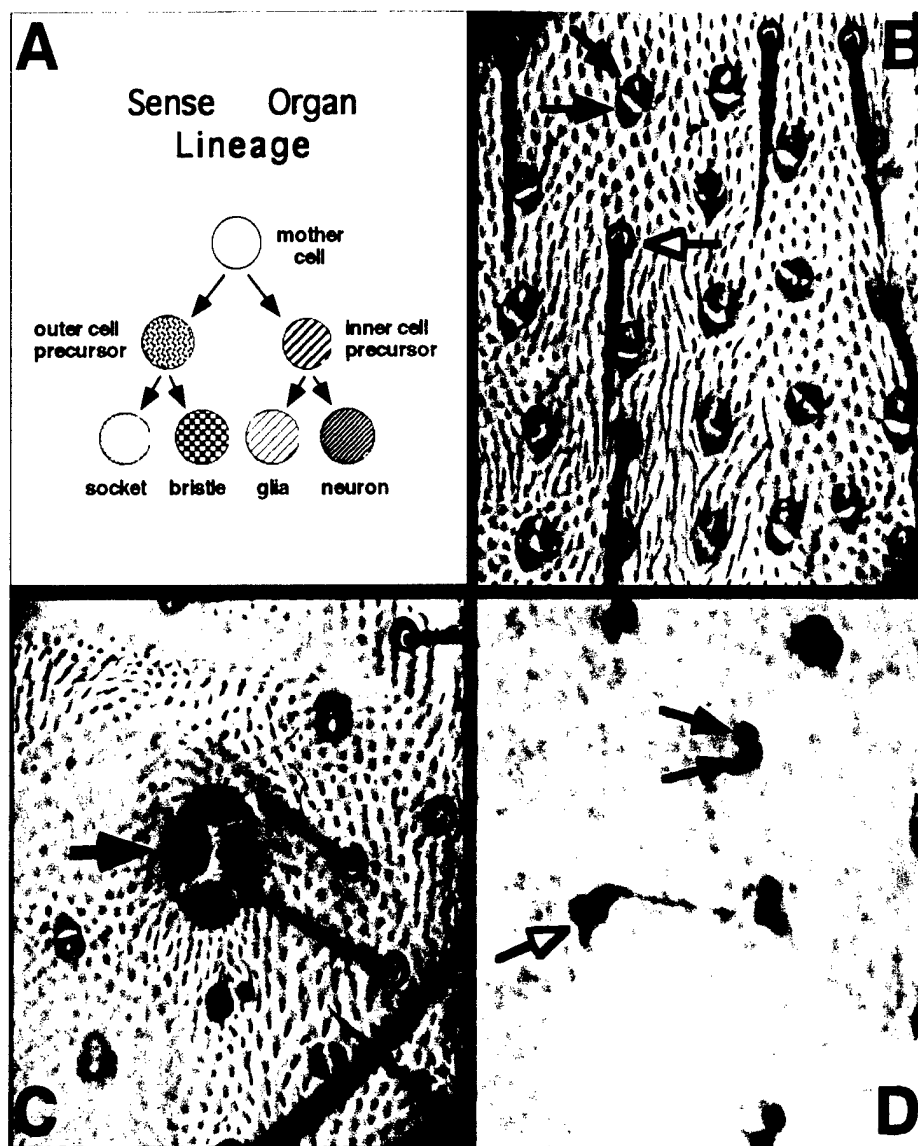 A
Sense Organ
Lineage
mother
cell
outer cell
precursor
inner cell
precursor
socket bristle glia neuron
B
C
D